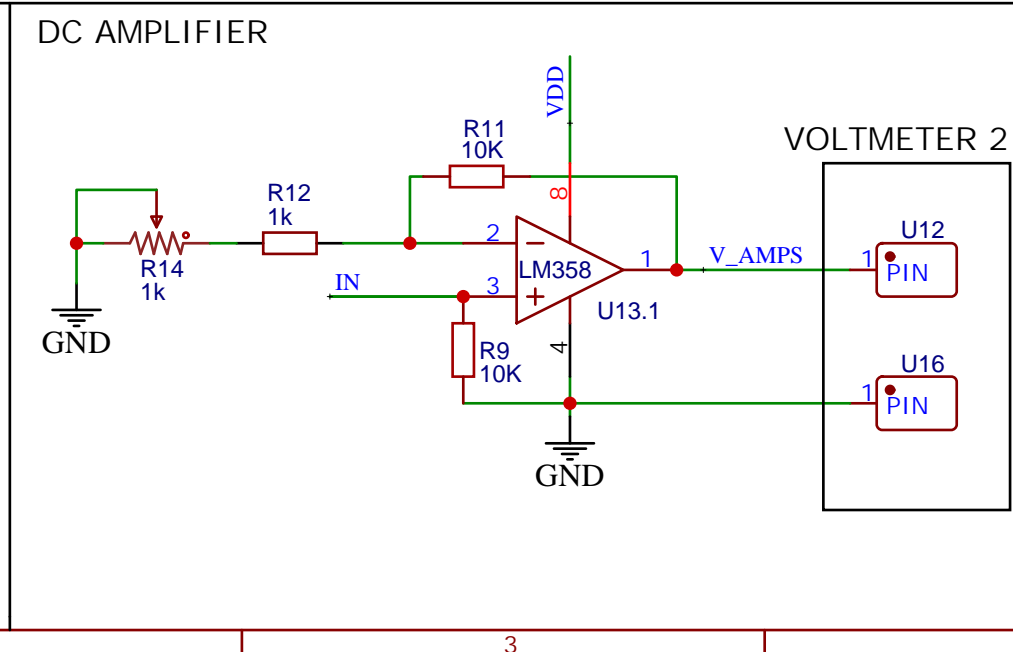 DC AMPLIFIER
VDD
R11
10K
VOLTMETER 2
8
R12
1k
2
U12
1
PIN
LM358
1
V_AMPS
R14
1k
IN
3
U13.1
GND
R9
10K
4
U16
1
PIN
GND
3